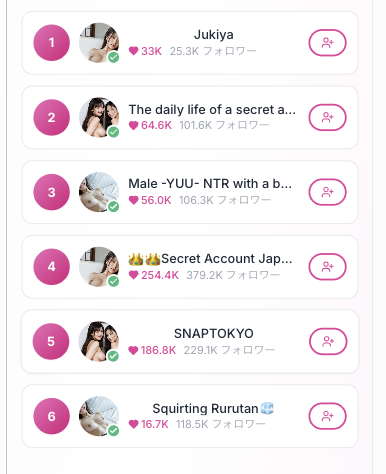 1
Jukiya
33K 25.3K フォロワー
2
The daily life of a secret a...
64.6K 101.6K フォロワー
3
Male -YUU- NTR with a b...
56.0K 106.3K フォロワー
4
👑👑Secret Account Jap...
254.4K 379.2K フォロワー
5
SNAPTOKYO
186.8K 229.1K フォロワー
6
Squirting Rurutan🧊
16.7K 118.5K フォロワー